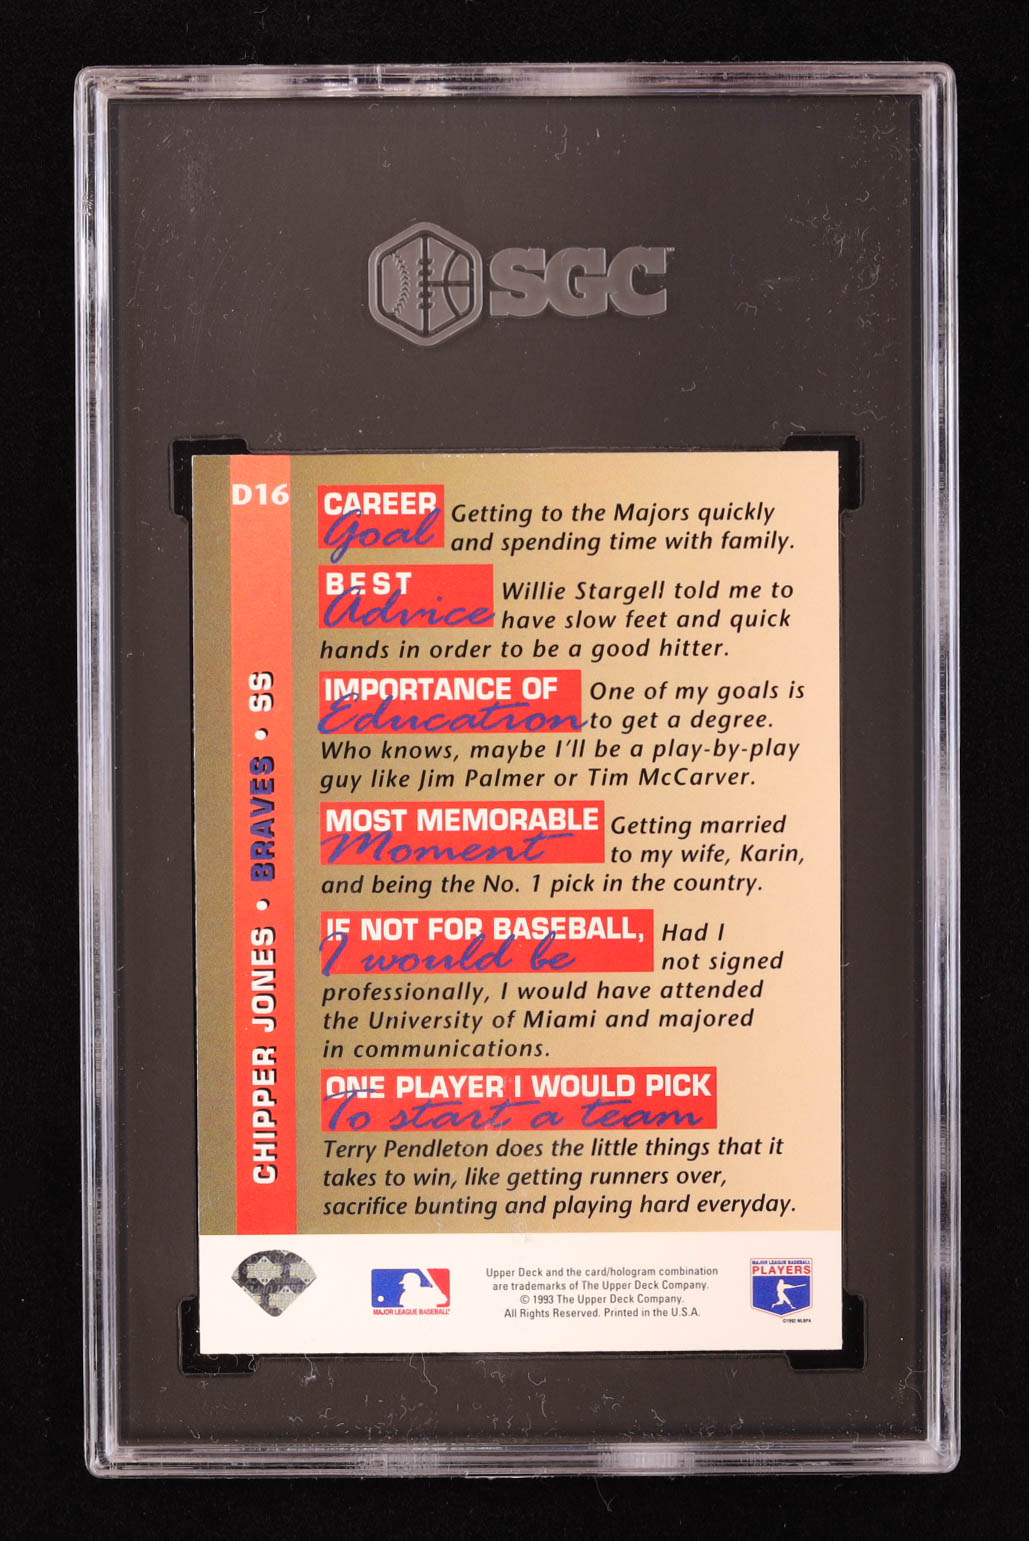 SGC
D16
CHIPPER JONES • BRAVES • SS
CAREER
Goal
Getting to the Majors quickly
and spending time with family.
BEST
Advice
Willie Stargell told me to
have slow feet and quick
hands in order to be a good hitter.
IMPORTANCE OF
Education
One of my goals is
to get a degree.
Who knows, maybe I'll be a play-by-play
guy like Jim Palmer or Tim McCarver.
MOST MEMORABLE
Moment
Getting married
to my wife, Karin,
and being the No. 1 pick in the country.
IF NOT FOR BASEBALL,
I would be
Had I
not signed
professionally, I would have attended
the University of Miami and majored
in communications.
ONE PLAYER I WOULD PICK
To start a team
Terry Pendleton does the little things that it
takes to win, like getting runners over,
sacrifice bunting and playing hard everyday.
MAJOR LEAGUE BASEBALL
Upper Deck and the card/hologram combination
are trademarks of The Upper Deck Company.
© 1993 The Upper Deck Company.
All Rights Reserved. Printed in the U.S.A.
MAJOR LEAGUE BASEBALL
PLAYERS
©1992 MLBPA